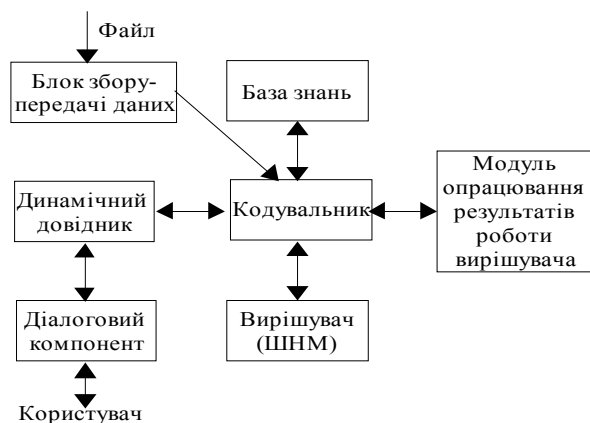 Файл
Блок збору-
передачі даних
База знань
Динамічний
довідник
Кодувальник
Модуль
опрацювання
результатів
роботи
вирішувача
Діалоговий
компонент
Вирішувач
(ШНМ)
Користувач